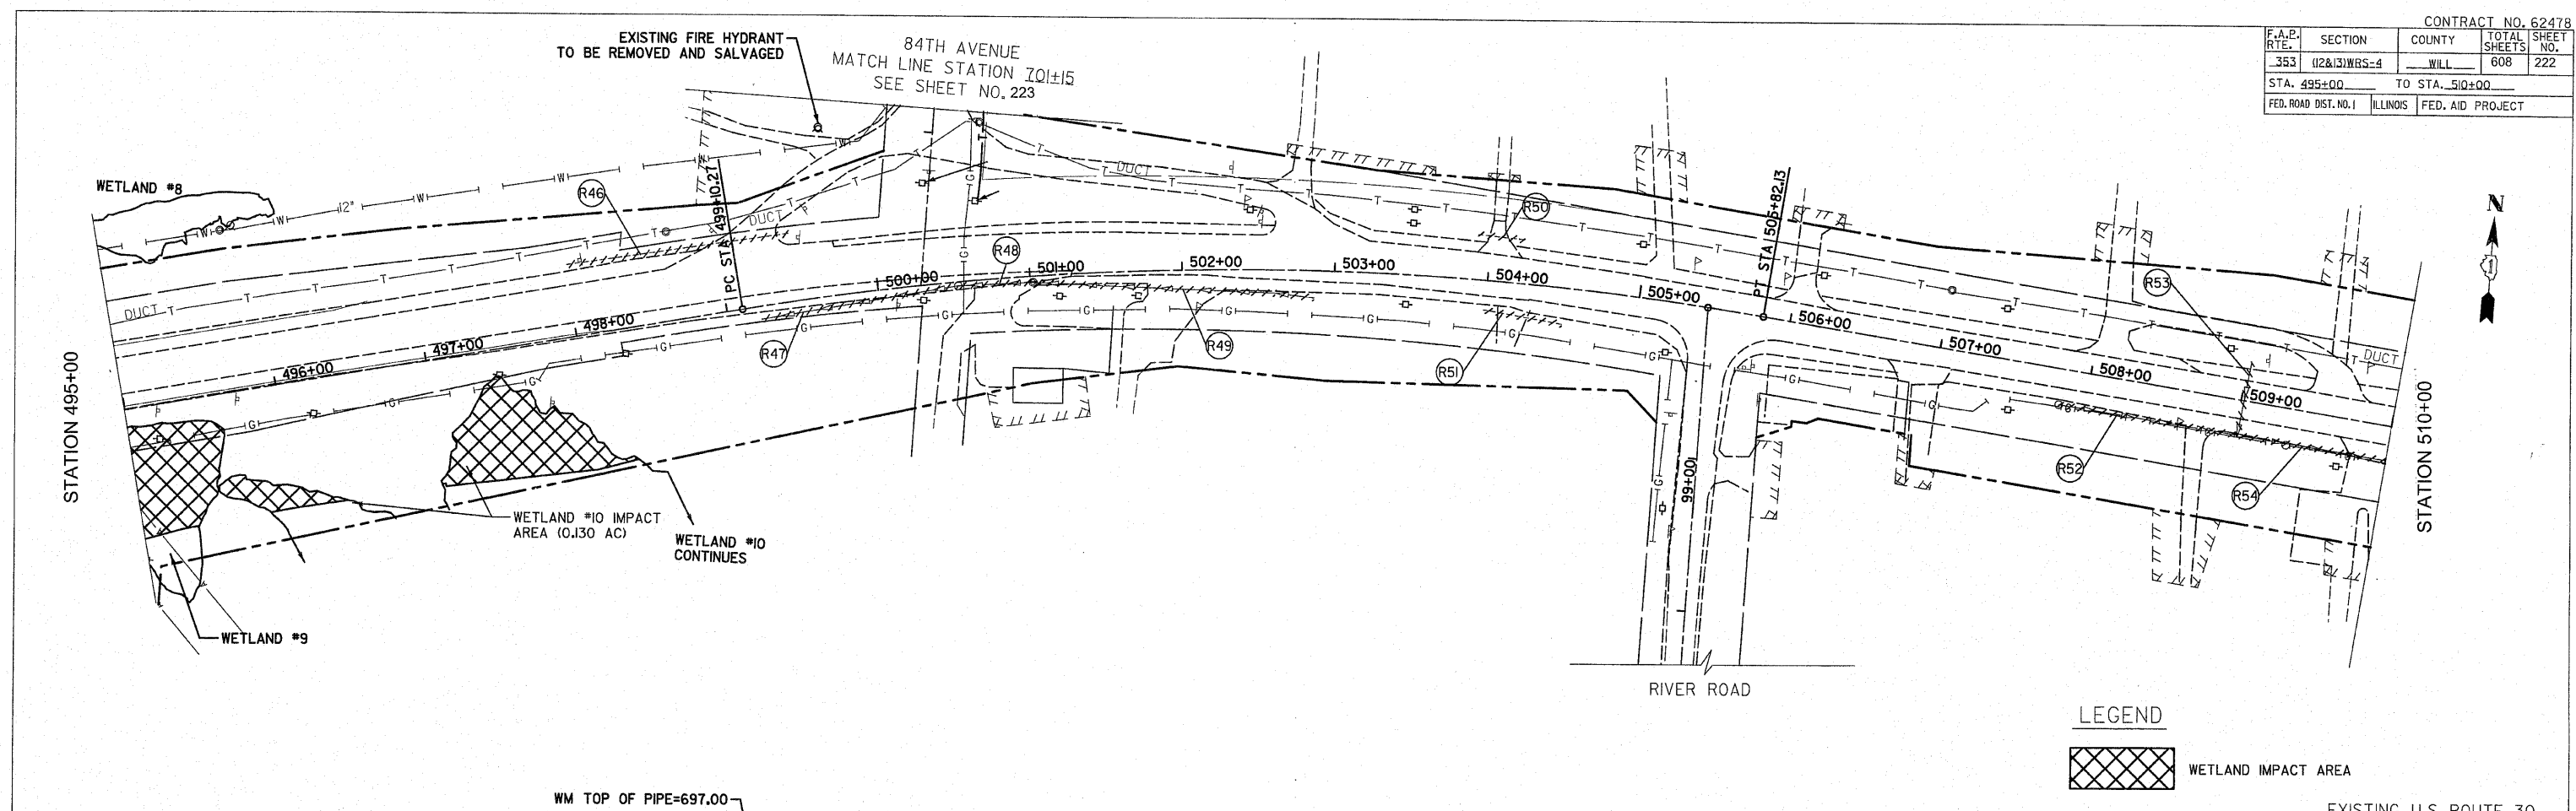 CONTRACT NO. 62478
F.A.P. RTE. SECTION COUNTY TOTAL SHEETS SHEET NO.
353 (12&13)WRS-4 WILL 608 222
STA. 495+00 TO STA. 510+00
FED. ROAD DIST. NO. 1 ILLINOIS FED. AID PROJECT
EXISTING FIRE HYDRANT
TO BE REMOVED AND SALVAGED
84TH AVENUE
MATCH LINE STATION 701+15
SEE SHEET NO. 223
WETLAND #8
12"
W
R46
DUCT
PC STA 499+10.27
DUCT
R50
PT STA 505+82.13
N
1
STATION 495+00
DUCT
496+00
497+00
498+00
500+00
R48
501+00
502+00
503+00
504+00
505+00
506+00
507+00
508+00
509+00
R53
DUCT
STATION 510+00
R47
R49
R51
R52
R54
99+00
T
G
WETLAND #10 IMPACT
AREA (0.130 AC)
WETLAND #10
CONTINUES
WETLAND #9
RIVER ROAD
LEGEND
WETLAND IMPACT AREA
WM TOP OF PIPE=697.00
EXISTING U.S. ROUTE 30